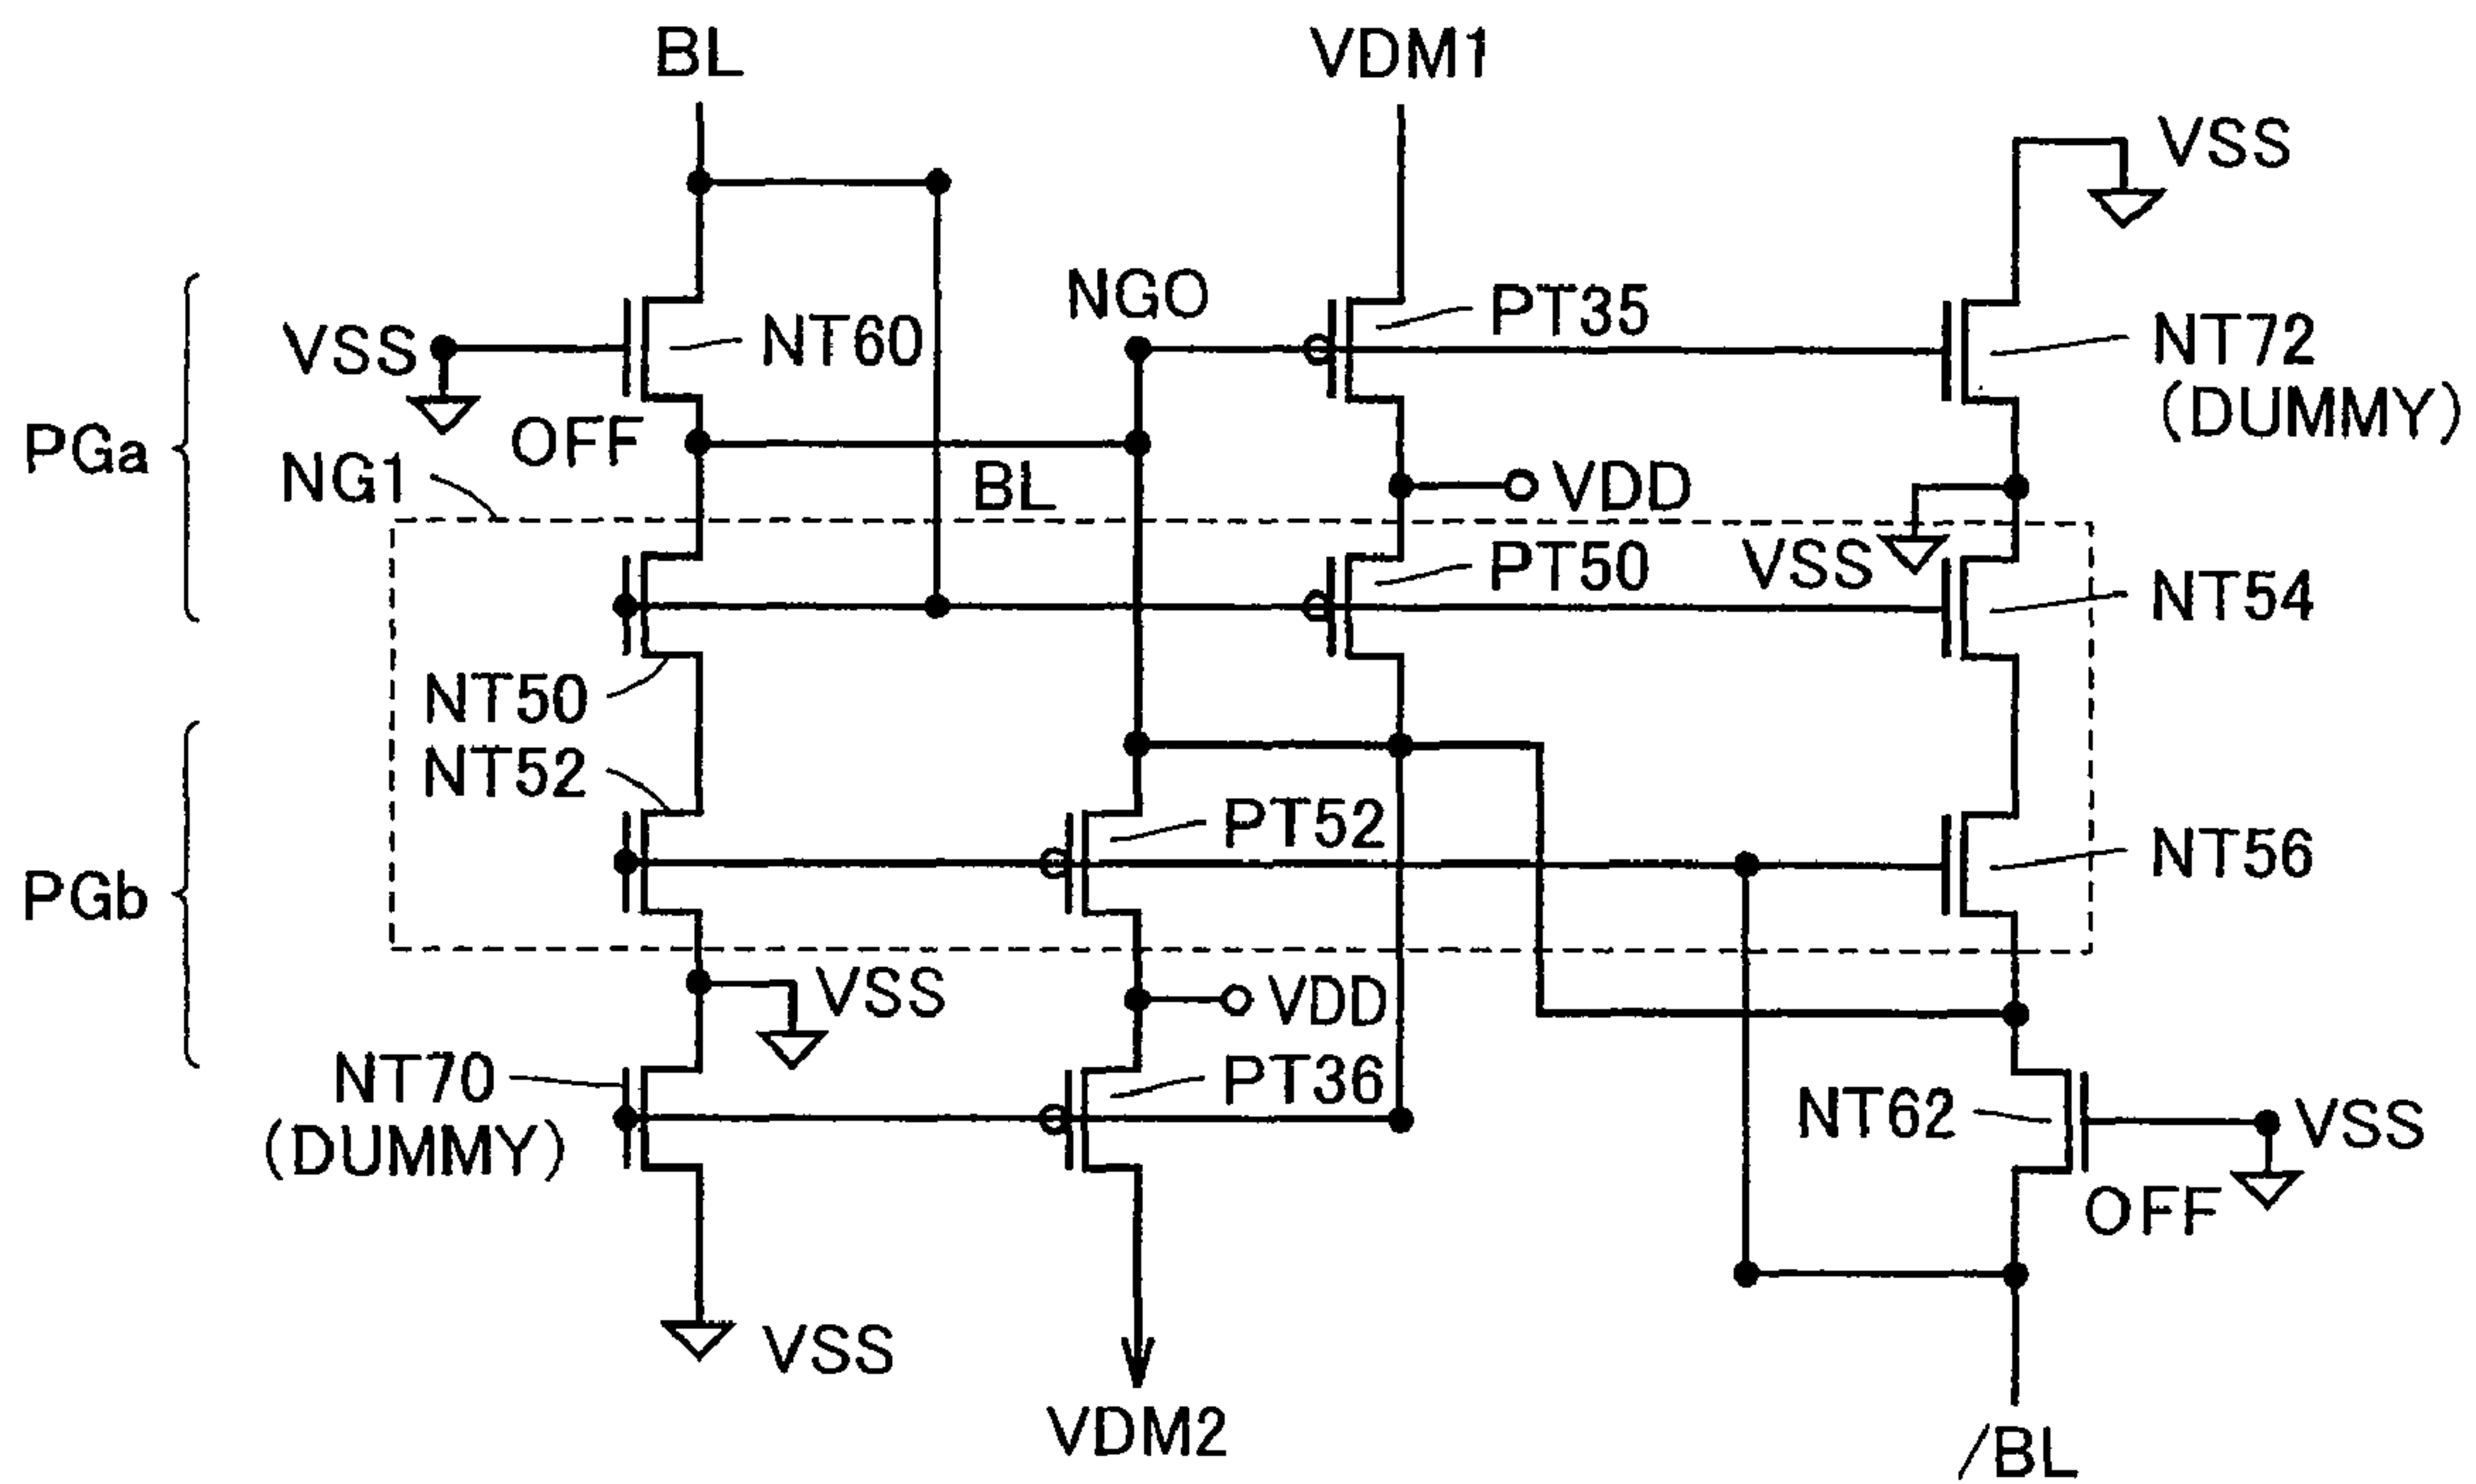 BL
VDM1
VSS
NGO
PT35
VSS
NT60
NT72
(DUMMY)
PGa
OFF
NG1
BL
VDD
PT50
VSS
NT54
NT50
NT52
PT52
NT56
PGb
VSS
VDD
NT70
(DUMMY)
PT36
NT62
VSS
OFF
VSS
VDM2
/BL